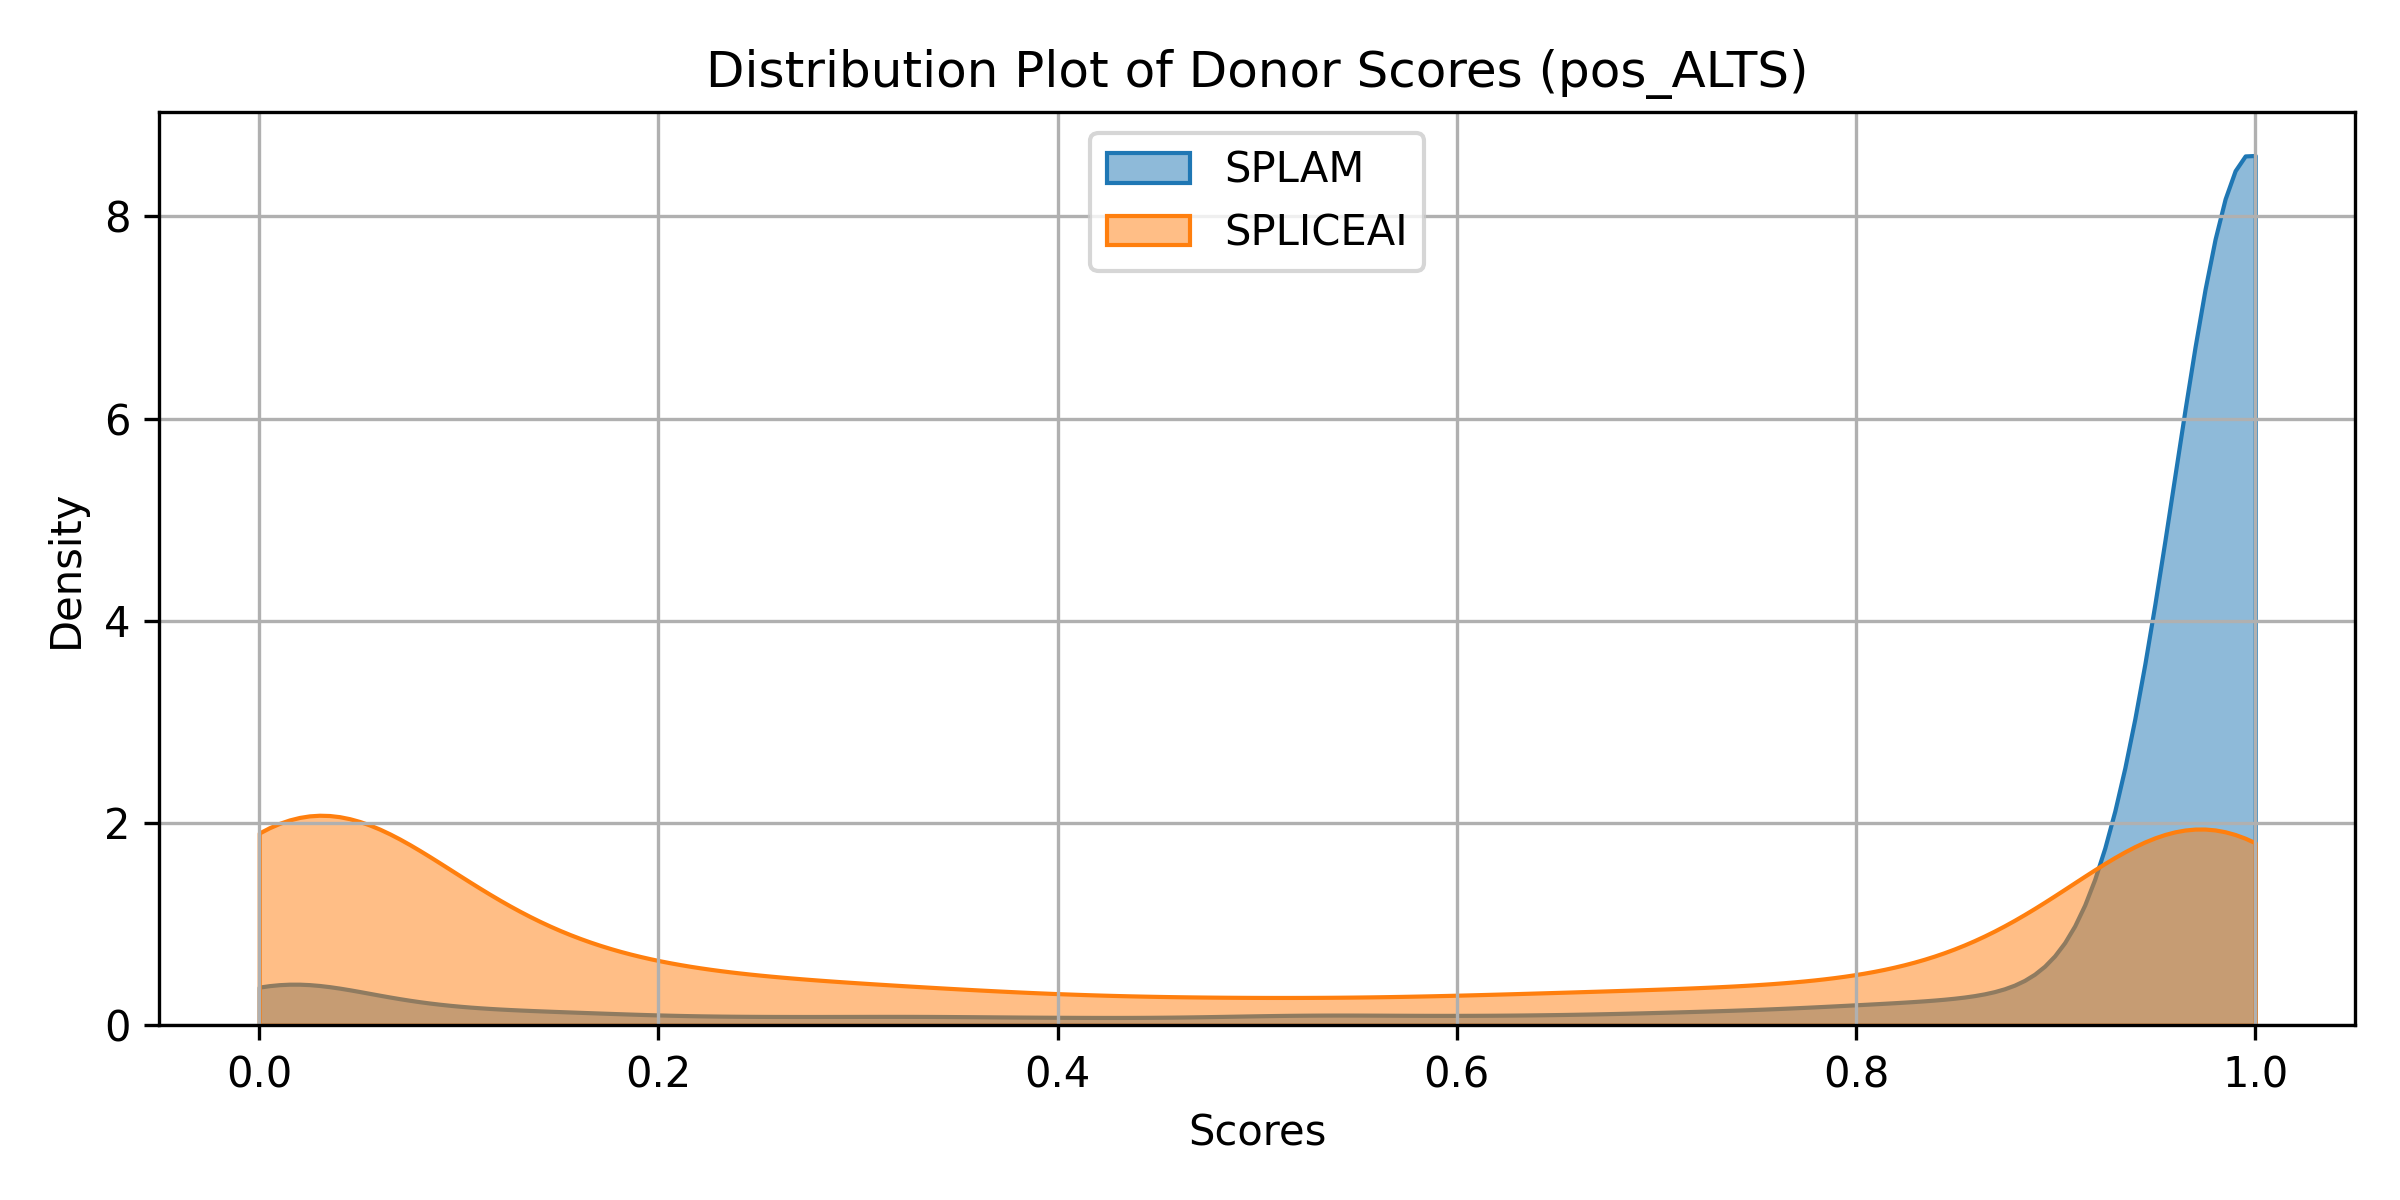 Distribution Plot of Donor Scores (pos_ALTS)
SPLAM
SPLICEAI
8
6
4
2
0
Density
0.0 0.2 0.4 0.6 0.8 1.0
Scores